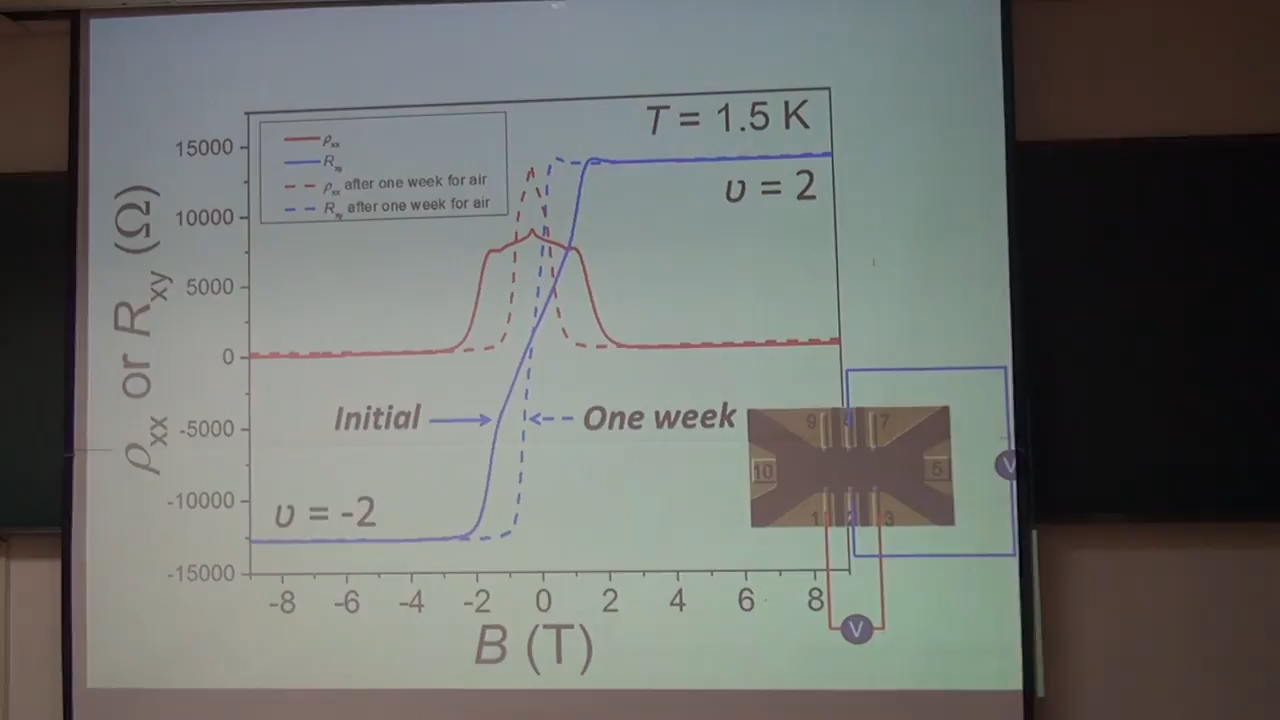 T = 1.5 K
15000
10000
5000
0
-5000
-10000
-15000
ρxx
Rxy
ρxx after one week for air
Rxy after one week for air
υ = 2
ρxx or Rxy (Ω)
Initial
One week
υ = -2
9
7
10
5
1
2
3
V
V
-8 -6 -4 -2 0 2 4 6 8
B (T)